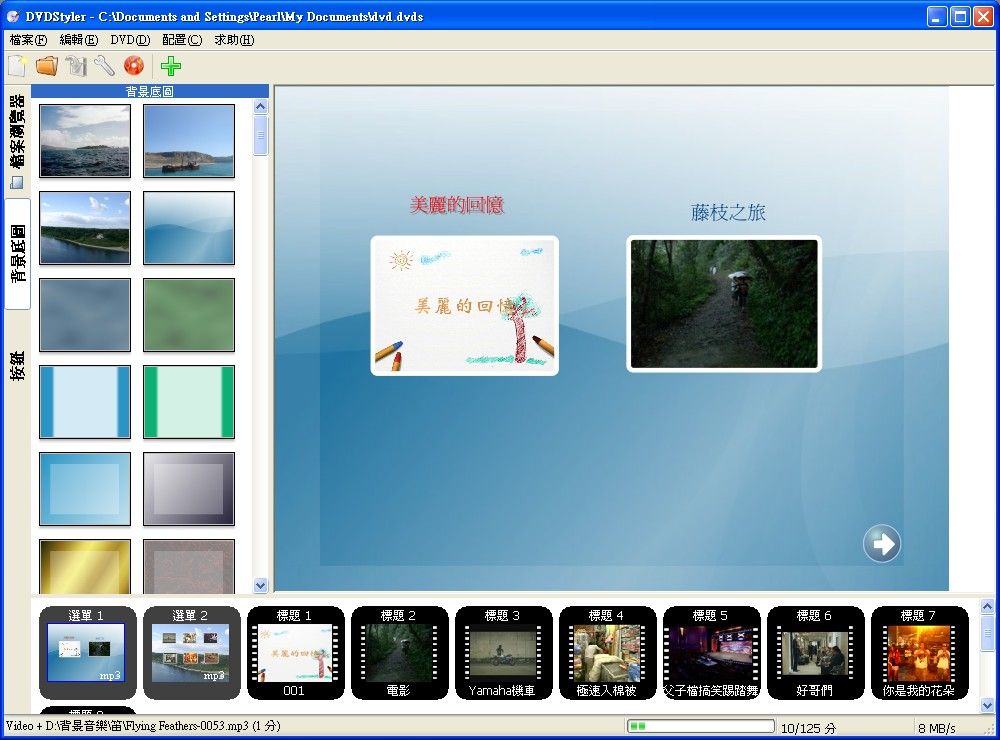 DVDStyler - C:\Documents and Settings\Pearl\My Documents\dvd.dvds
檔案(F) 編輯(E) DVD(D) 配置(C) 求助(H)
檔案瀏覽器
背景底圖
按鈕
背景底圖
美麗的回憶
藤枝之旅
美麗的回憶
選單 1
mp3
選單 2
mp3
標題 1
美麗的回憶
001
標題 2
電影
標題 3
Yamaha機車
標題 4
極速入棉被
標題 5
父子檔搞笑踢踏舞
標題 6
好哥們
標題 7
你是我的花朵
Video + D:\背景音樂\笛\Flying Feathers-0053.mp3 (1 分)
10/125 分
8 MB/s